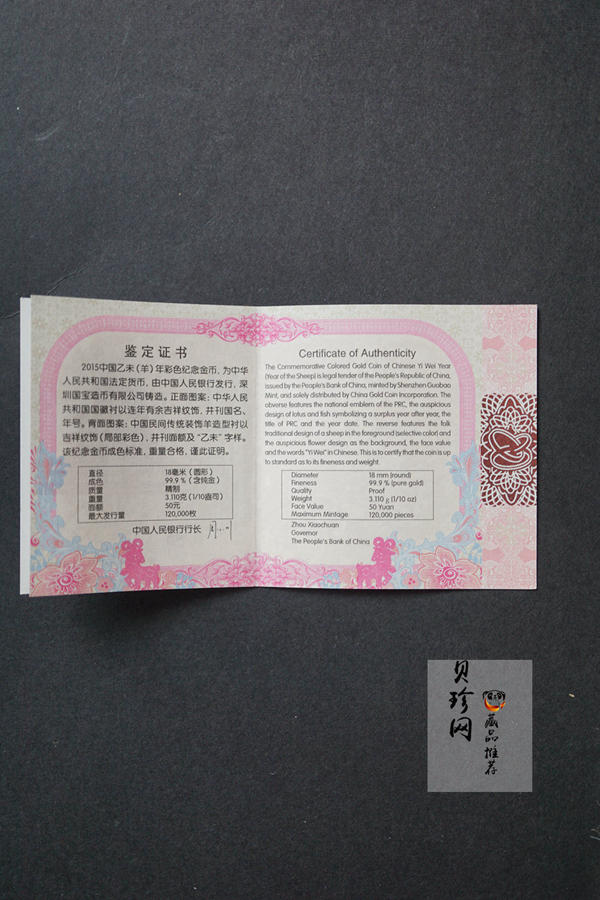 鉴定证书
2015中国乙未(羊)年彩色纪念金币,为中华
人民共和国法定货币,由中国人民银行发行,深
圳国宝造币有限公司铸造。正面图案:中华人民
共和国国徽衬以连年有余吉祥纹饰,并刊国名、
年号。背面图案:中国民间传统装饰羊造型衬以
吉祥纹饰(局部彩色),并刊面额及“乙未”字样。
该纪念金币成色标准,重量合格,谨此证明。
直径 18毫米(圆形)
成色 99.9%(含纯金)
质量 精制
重量 3.110克(1/10盎司)
面额 50元
最大发行量 120,000枚
中国人民银行行长
Certificate of Authenticity
The Commemorative Colored Gold Coin of Chinese Yi Wei Year
(Year of the Sheep) is legal tender of the People's Republic of China,
issued by the People's Bank of China, minted by Shenzhen Guobao
Mint, and solely distributed by China Gold Coin Incorporation. The
obverse features the national emblem of the PRC, the auspicious
design of lotus and fish symbolizing a surplus year after year, the
title of PRC and the year date. The reverse features the folk
traditional design of a sheep in the foreground (selective color) and
the auspicious flower design as the background, the face value
and the words "Yi Wei" in Chinese. This is to certify that the coin is up
to standard as to its fineness and weight.
Diameter 18 mm (round)
Fineness 99.9 % (pure gold)
Quality Proof
Weight 3.110 g (1/10 oz)
Face Value 50 Yuan
Maximum Mintage 120,000 pieces
Zhou Xiaochuan
Governor
The People's Bank of China
贝珍网
藏品推荐